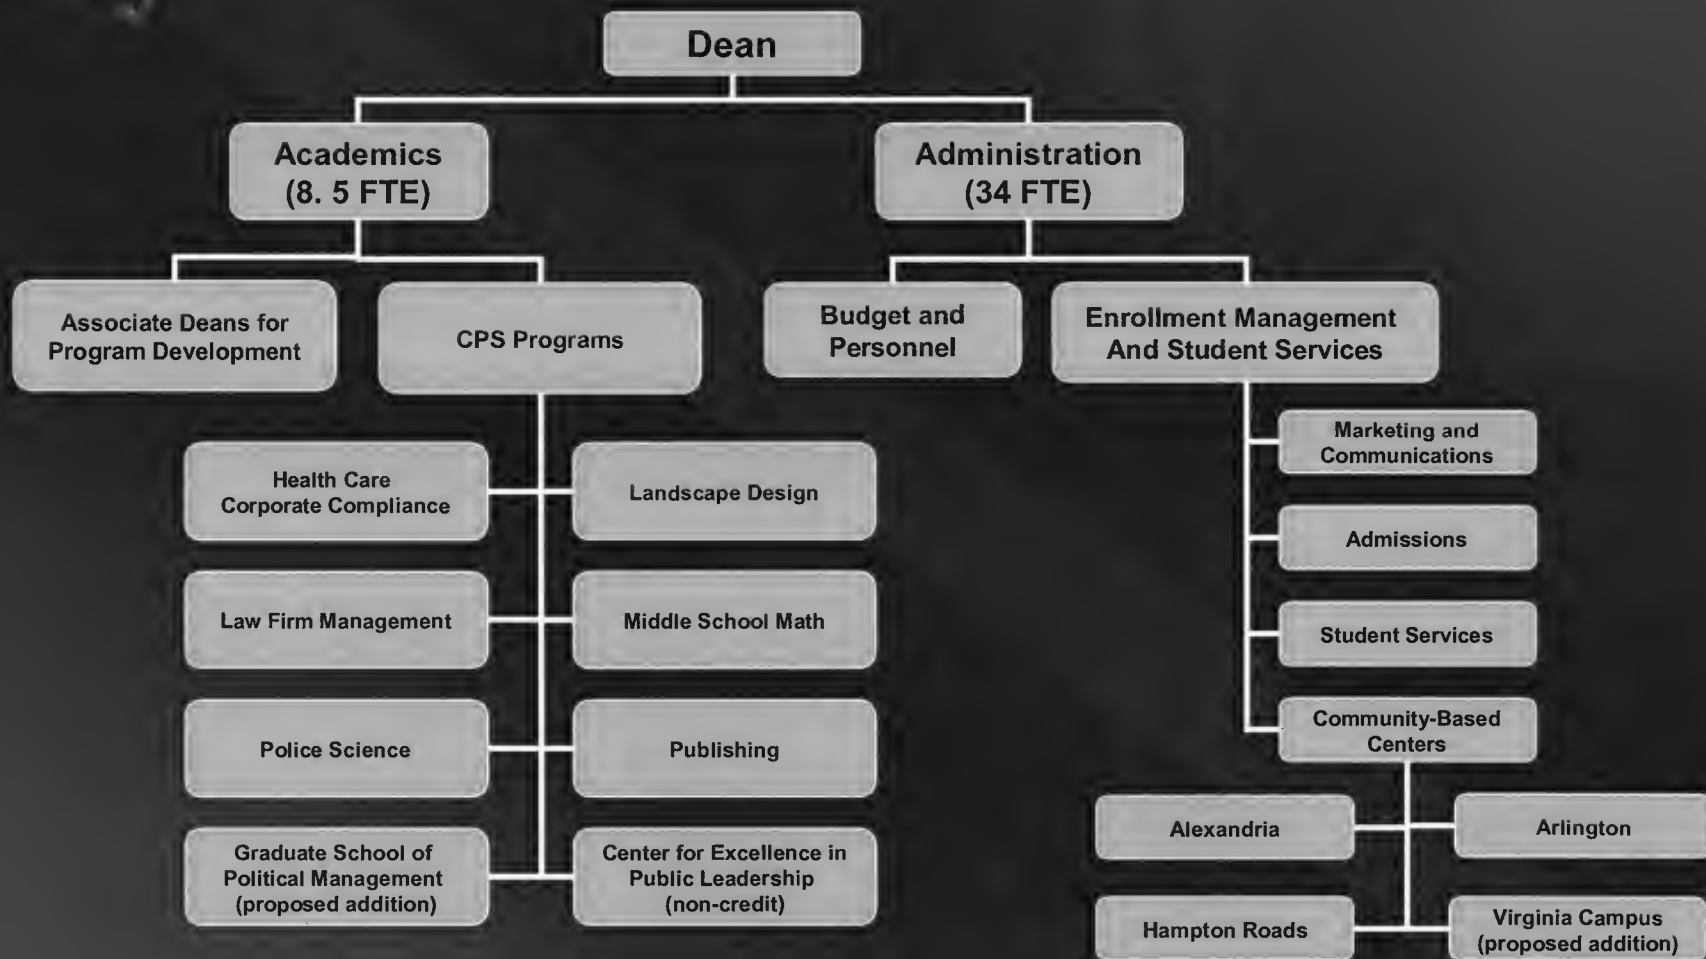 Dean
Academics
(8. 5 FTE)
Administration
(34 FTE)
Associate Deans for
Program Development
CPS Programs
Budget and
Personnel
Enrollment Management
And Student Services
Health Care
Corporate Compliance
Landscape Design
Law Firm Management
Middle School Math
Police Science
Publishing
Graduate School of
Political Management
(proposed addition)
Center for Excellence in
Public Leadership
(non-credit)
Marketing and
Communications
Admissions
Student Services
Community-Based
Centers
Alexandria
Arlington
Hampton Roads
Virginia Campus
(proposed addition)